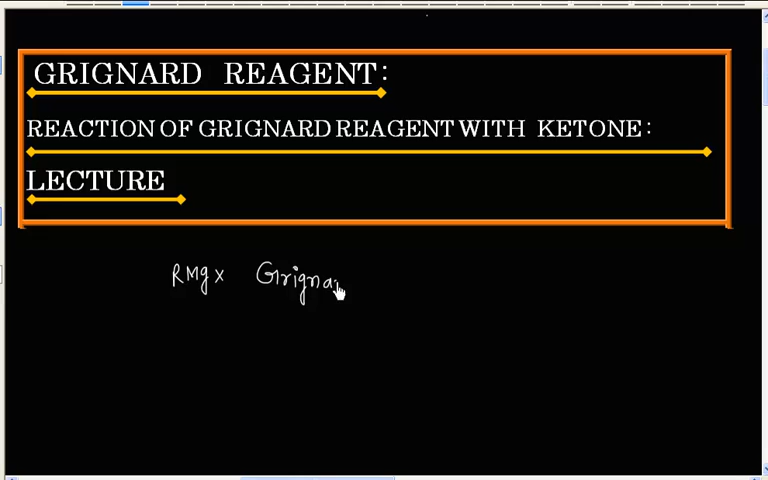 GRIGNARD REAGENT:
REACTION OF GRIGNARD REAGENT WITH KETONE:
LECTURE
RMgx Grigna